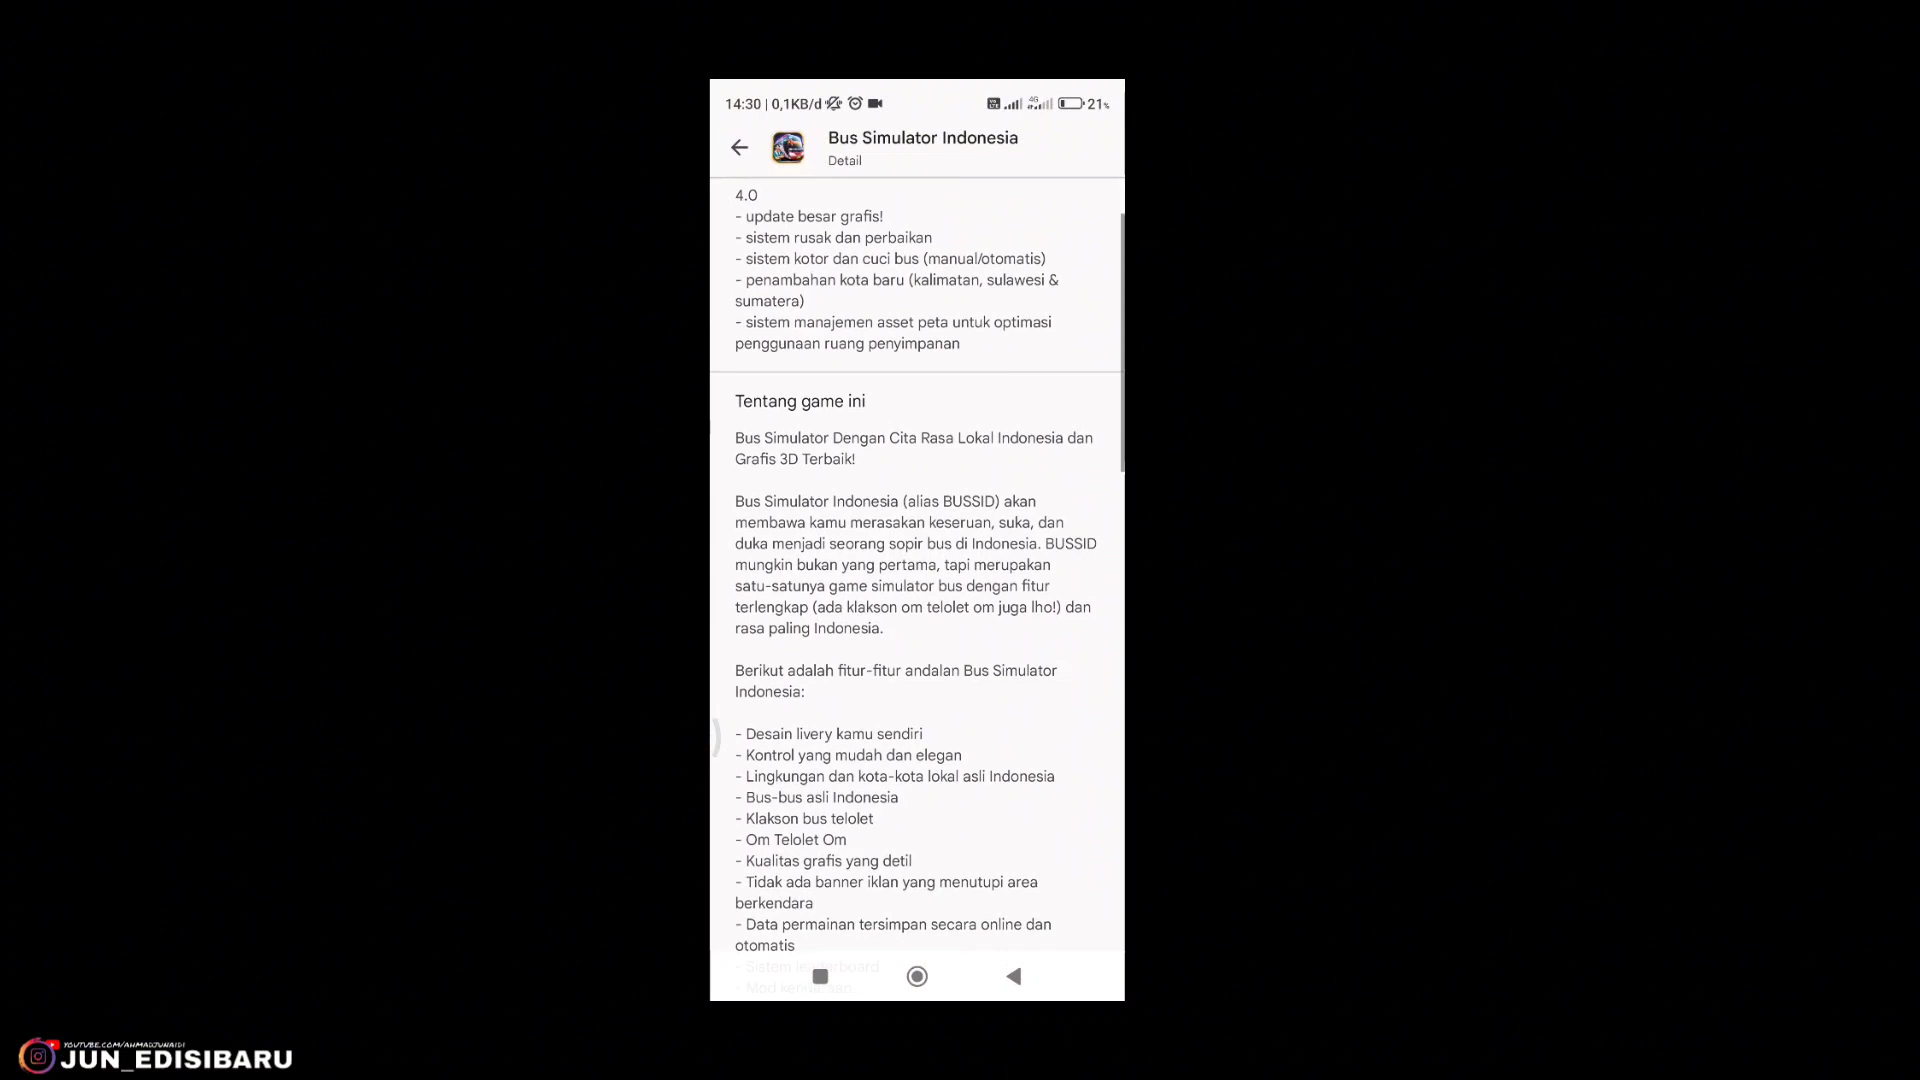 14:30 | 0,1KB/d 4G 21%
Bus Simulator Indonesia
Detail
4.0
- update besar grafis!
- sistem rusak dan perbaikan
- sistem kotor dan cuci bus (manual/otomatis)
- penambahan kota baru (kalimatan, sulawesi &
sumatera)
- sistem manajemen asset peta untuk optimasi
penggunaan ruang penyimpanan
Tentang game ini
Bus Simulator Dengan Cita Rasa Lokal Indonesia dan
Grafis 3D Terbaik!
Bus Simulator Indonesia (alias BUSSID) akan
membawa kamu merasakan keseruan, suka, dan
duka menjadi seorang sopir bus di Indonesia. BUSSID
mungkin bukan yang pertama, tapi merupakan
satu-satunya game simulator bus dengan fitur
terlengkap (ada klakson om telolet om juga lho!) dan
rasa paling Indonesia.
Berikut adalah fitur-fitur andalan Bus Simulator
Indonesia:
- Desain livery kamu sendiri
- Kontrol yang mudah dan elegan
- Lingkungan dan kota-kota lokal asli Indonesia
- Bus-bus asli Indonesia
- Klakson bus telolet
- Om Telolet Om
- Kualitas grafis yang detil
- Tidak ada banner iklan yang menutupi area
berkendara
- Data permainan tersimpan secara online dan
otomatis
- Sistem leaderboard
- Mod
YOUTUBE.COM/AHMADJUNAIDI
JUN_EDISIBARU